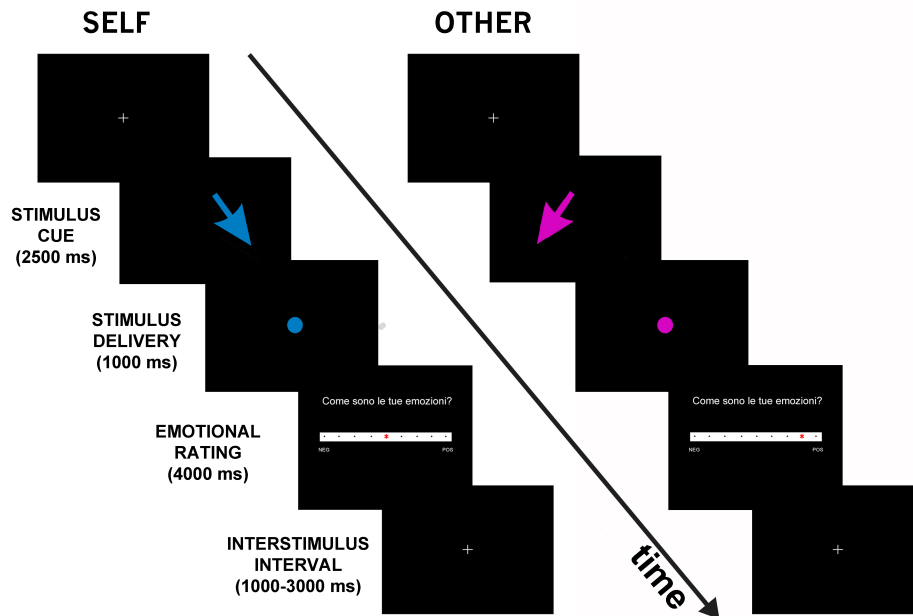 SELF
OTHER
STIMULUS
CUE
(2500 ms)
STIMULUS
DELIVERY
(1000 ms)
EMOTIONAL
RATING
(4000 ms)
Come sono le tue emozioni?
NEG
POS
Come sono le tue emozioni?
NEG
POS
INTERSTIMULUS
INTERVAL
(1000-3000 ms)
time